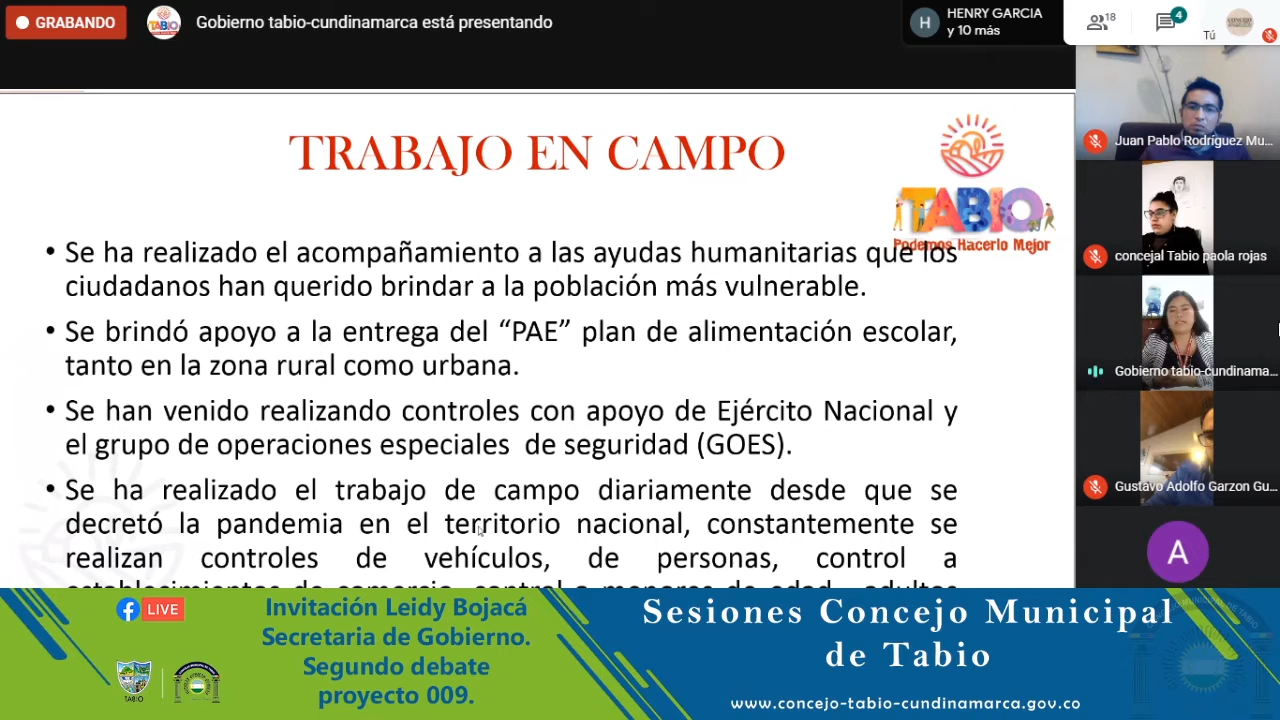 GRABANDO
Gobierno tabio-cundinamarca está presentando
HENRY GARCIA
y 10 más
18
4
Tú
TRABAJO EN CAMPO
TABIO
Podemos Hacerlo Mejor
• Se ha realizado el acompañamiento a las ayudas humanitarias que los
ciudadanos han querido brindar a la población más vulnerable.
• Se brindó apoyo a la entrega del “PAE” plan de alimentación escolar,
tanto en la zona rural como urbana.
• Se han venido realizando controles con apoyo de Ejército Nacional y
el grupo de operaciones especiales de seguridad (GOES).
• Se ha realizado el trabajo de campo diariamente desde que se
decretó la pandemia en el territorio nacional, constantemente se
realizan controles de vehículos, de personas, control a
establecimientos de comercio, control a menores de edad, adultos
Juan Pablo Rodríguez Mu...
concejal Tabio paola rojas
Gobierno tabio-cundinama...
Gustavo Adolfo Garzon Gu...
A
LIVE
TABIO
Invitación Leidy Bojacá
Secretaria de Gobierno.
Segundo debate
proyecto 009.
Sesiones Concejo Municipal
de Tabio
www.concejo-tabio-cundinamarca.gov.co